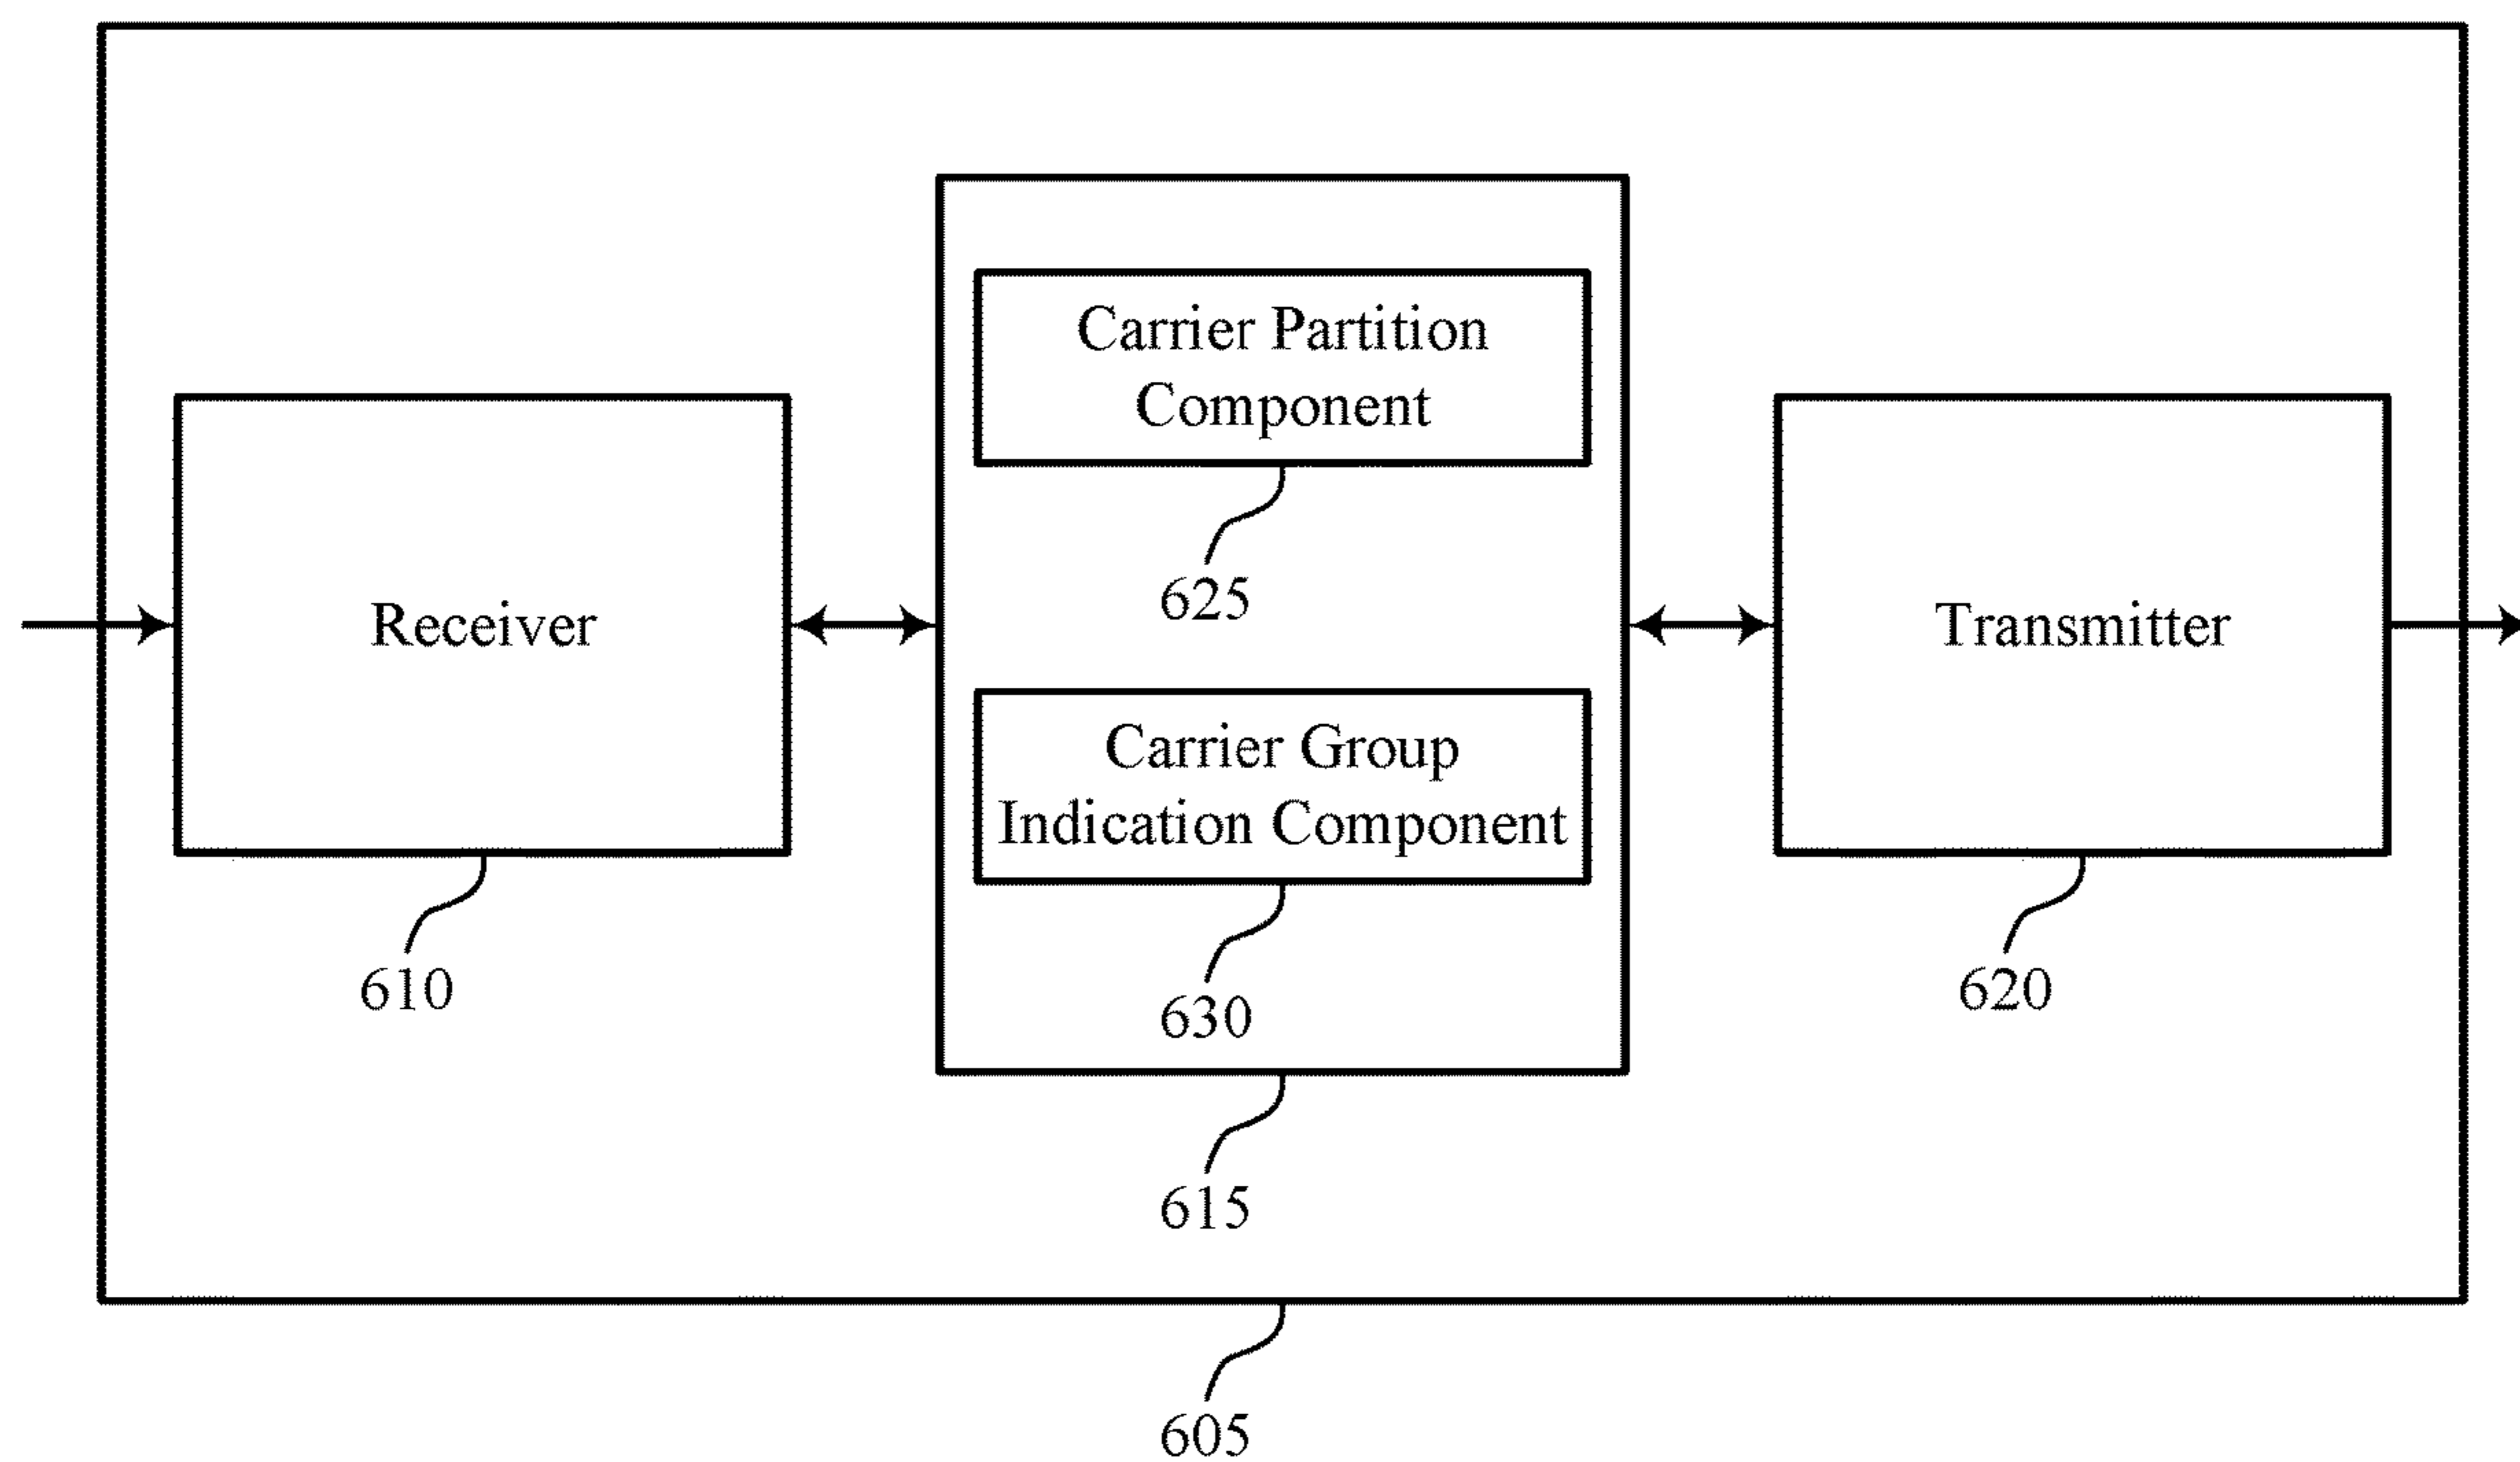 Carrier Partition
Component
625
Receiver
Transmitter
Carrier Group
Indication Component
610
630
620
615
605